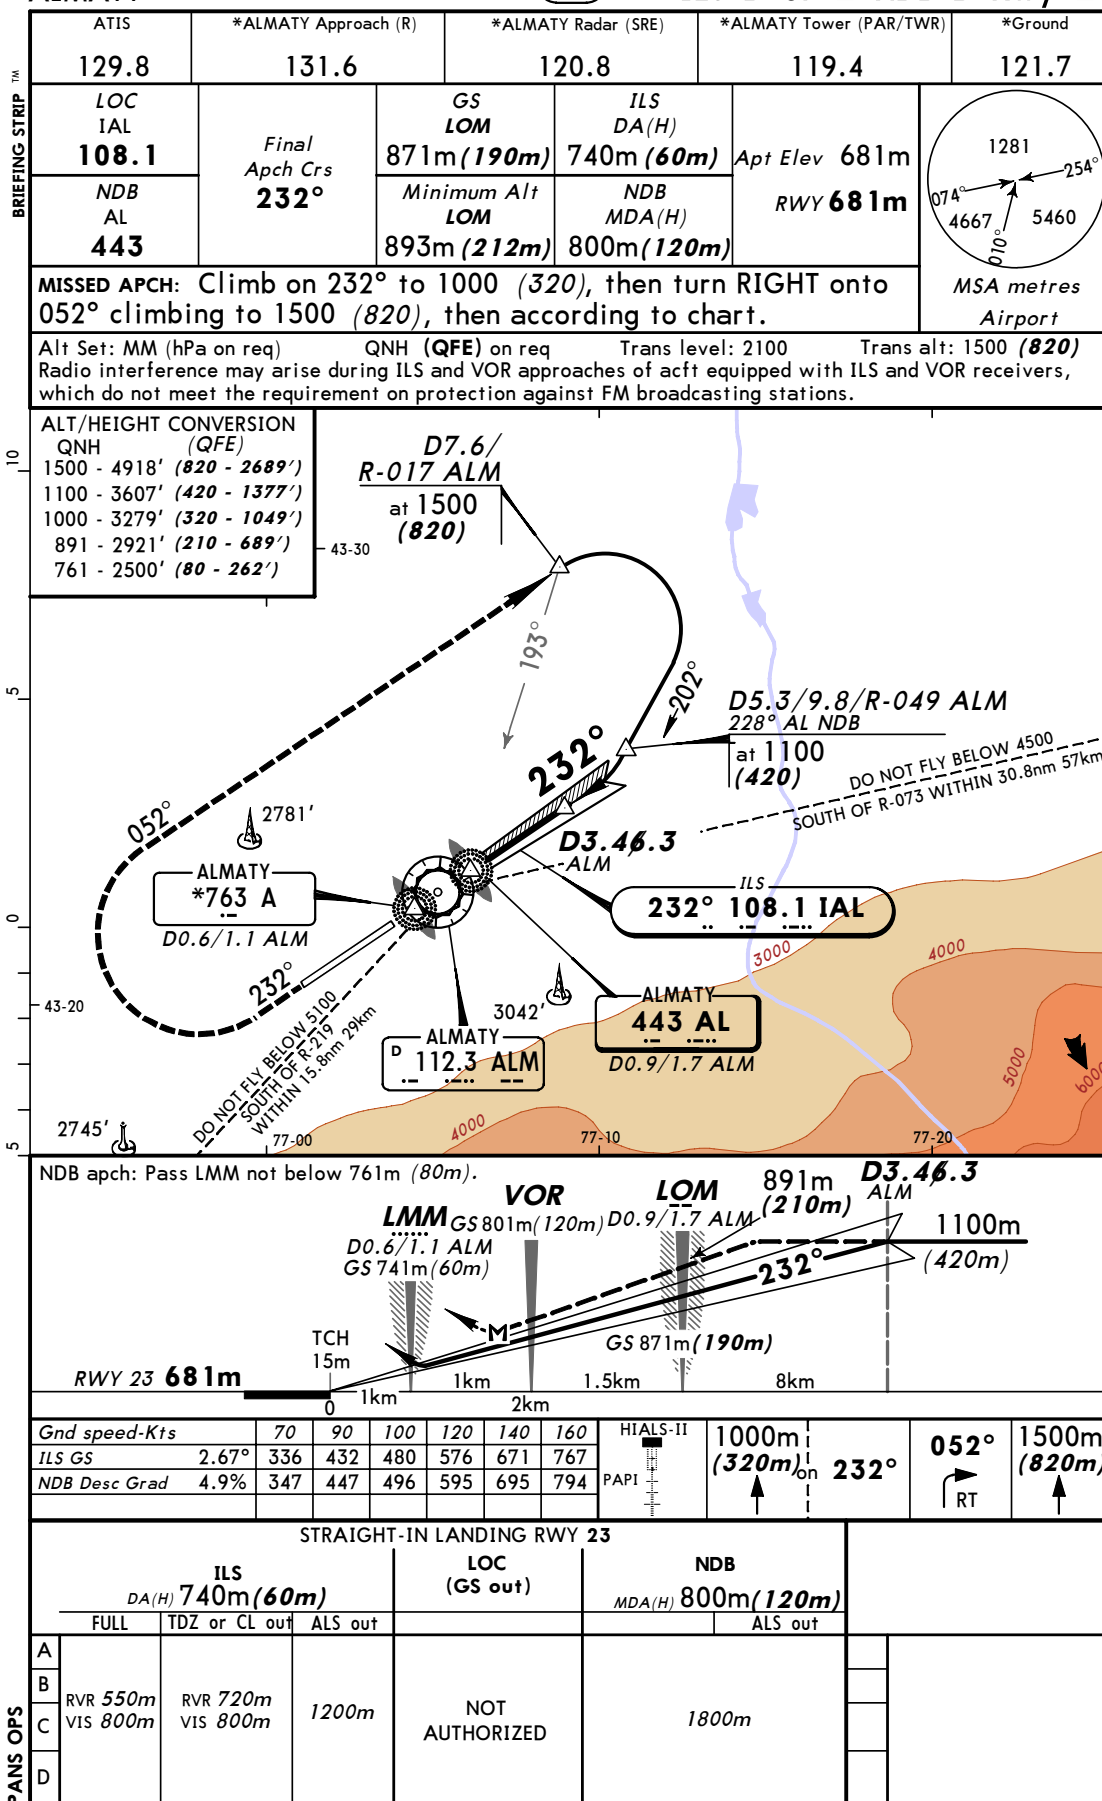 ATIS
129.8
*ALMATY Approach (R)
131.6
*ALMATY Radar (SRE)
120.8
*ALMATY Tower (PAR/TWR)
119.4
*Ground
121.7
BRIEFING STRIP TM
LOC
IAL
108.1
NDB
AL
443
Final
Apch Crs
232°
GS
LOM
871m (190m)
Minimum Alt
LOM
893m (212m)
ILS
DA(H)
740m (60m)
NDB
MDA(H)
800m (120m)
Apt Elev 681m
RWY 681m
1281
254°
074°
4667
5460
010°
MSA metres
Airport
MISSED APCH: Climb on 232° to 1000 (320), then turn RIGHT onto
052° climbing to 1500 (820), then according to chart.
Alt Set: MM (hPa on req) QNH (QFE) on req Trans level: 2100 Trans alt: 1500 (820)
Radio interference may arise during ILS and VOR approaches of acft equipped with ILS and VOR receivers,
which do not meet the requirement on protection against FM broadcasting stations.
ALT/HEIGHT CONVERSION
QNH (QFE)
1500 - 4918' (820 - 2689')
1100 - 3607' (420 - 1377')
1000 - 3279' (320 - 1049')
891 - 2921' (210 - 689')
761 - 2500' (80 - 262')
10
5
0
5
43-30
43-20
D7.6/
R-017 ALM
at 1500
(820)
193°
202°
D5.3/9.8/R-049 ALM
228° AL NDB
at 1100
(420)
232°
DO NOT FLY BELOW 4500
SOUTH OF R-073 WITHIN 30.8nm 57km
052°
2781'
D3.4/6.3
ALM
ALMATY
*763 A
D0.6/1.1 ALM
ILS
232° 108.1 IAL
232°
3000
4000
3042'
ALMATY
443 AL
D0.9/1.7 ALM
D
ALMATY
112.3 ALM
DO NOT FLY BELOW 5100
SOUTH OF R-219
WITHIN 15.8nm 29km
5000
6000
4000
2745'
77-00
77-10
77-20
NDB apch: Pass LMM not below 761m (80m).
LMM
D0.6/1.1 ALM
GS 741m (60m)
VOR
GS 801m (120m)
LOM
D0.9/1.7 ALM
891m
(210m)
D3.4/6.3
ALM
1100m
(420m)
232°
M
GS 871m (190m)
TCH
15m
RWY 23 681m
0
1km
1km
2km
1.5km
8km
Gnd speed-Kts 70 90 100 120 140 160
ILS GS 2.67° 336 432 480 576 671 767
NDB Desc Grad 4.9% 347 447 496 595 695 794
HIALS-II
PAPI
1000m
(320m)
on 232°
052°
RT
1500m
(820m)
STRAIGHT-IN LANDING RWY 23
ILS
DA(H) 740m (60m)
LOC
(GS out)
NDB
MDA(H) 800m (120m)
FULL
TDZ or CL out
ALS out
ALS out
A
B
C
D
RVR 550m
VIS 800m
RVR 720m
VIS 800m
1200m
NOT
AUTHORIZED
1800m
PANS OPS